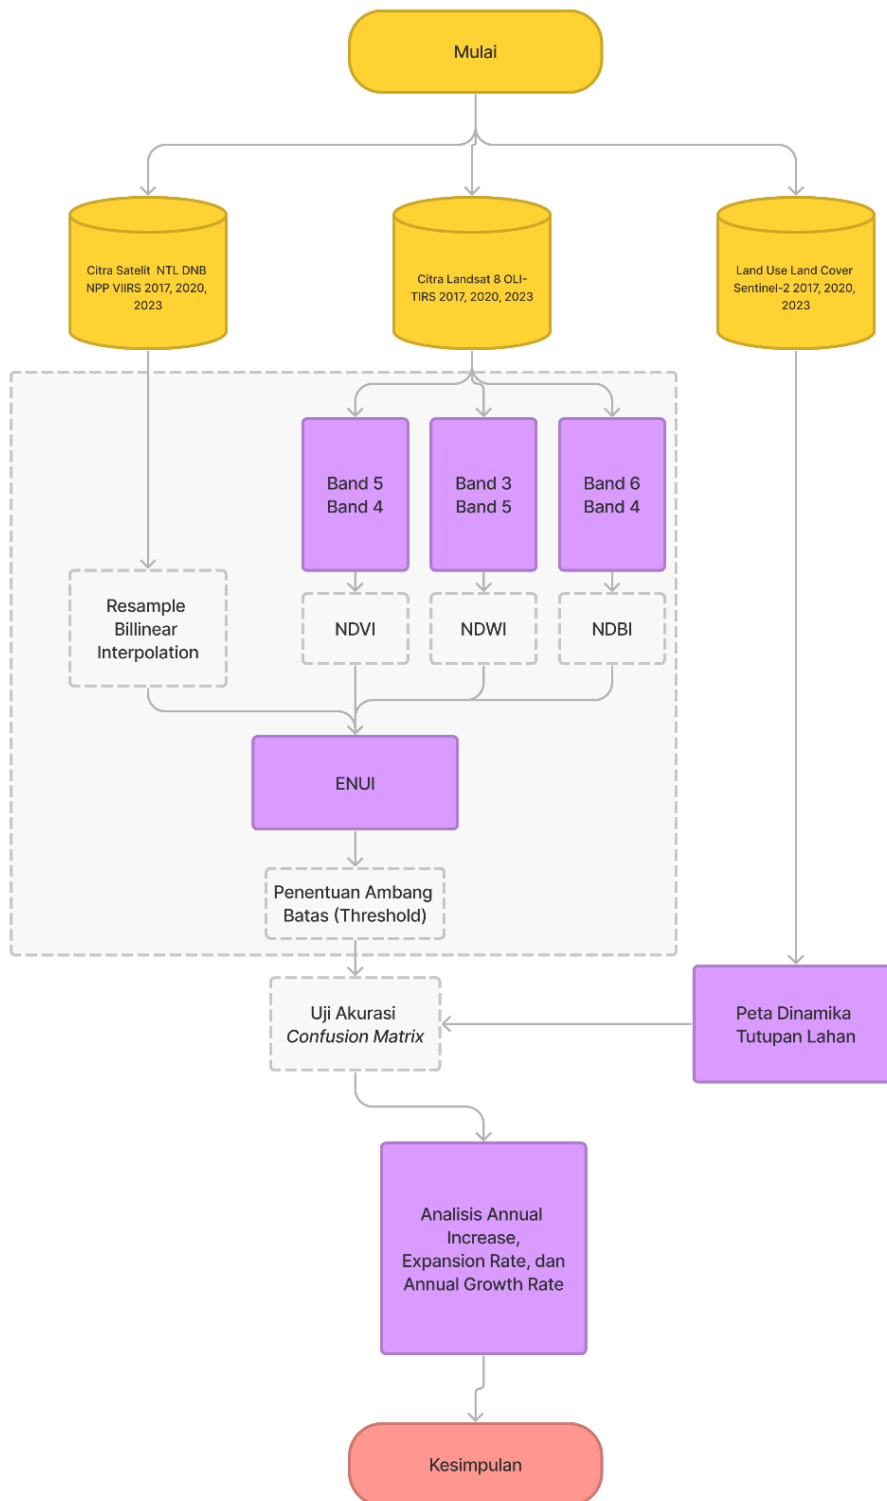 Mulai
Citra Satelit NTL DNB
NPP VIIRS 2017, 2020,
2023
Citra Landsat 8 OLI-
TIRS 2017, 2020, 2023
Land Use Land Cover
Sentinel-2 2017, 2020,
2023
Band 5
Band 4
Band 3
Band 5
Band 6
Band 4
Resample
Billinear
Interpolation
NDVI
NDWI
NDBI
ENUI
Penentuan Ambang
Batas (Threshold)
Uji Akurasi
Confusion Matrix
Peta Dinamika
Tutupan Lahan
Analisis Annual
Increase,
Expansion Rate, dan
Annual Growth Rate
Kesimpulan